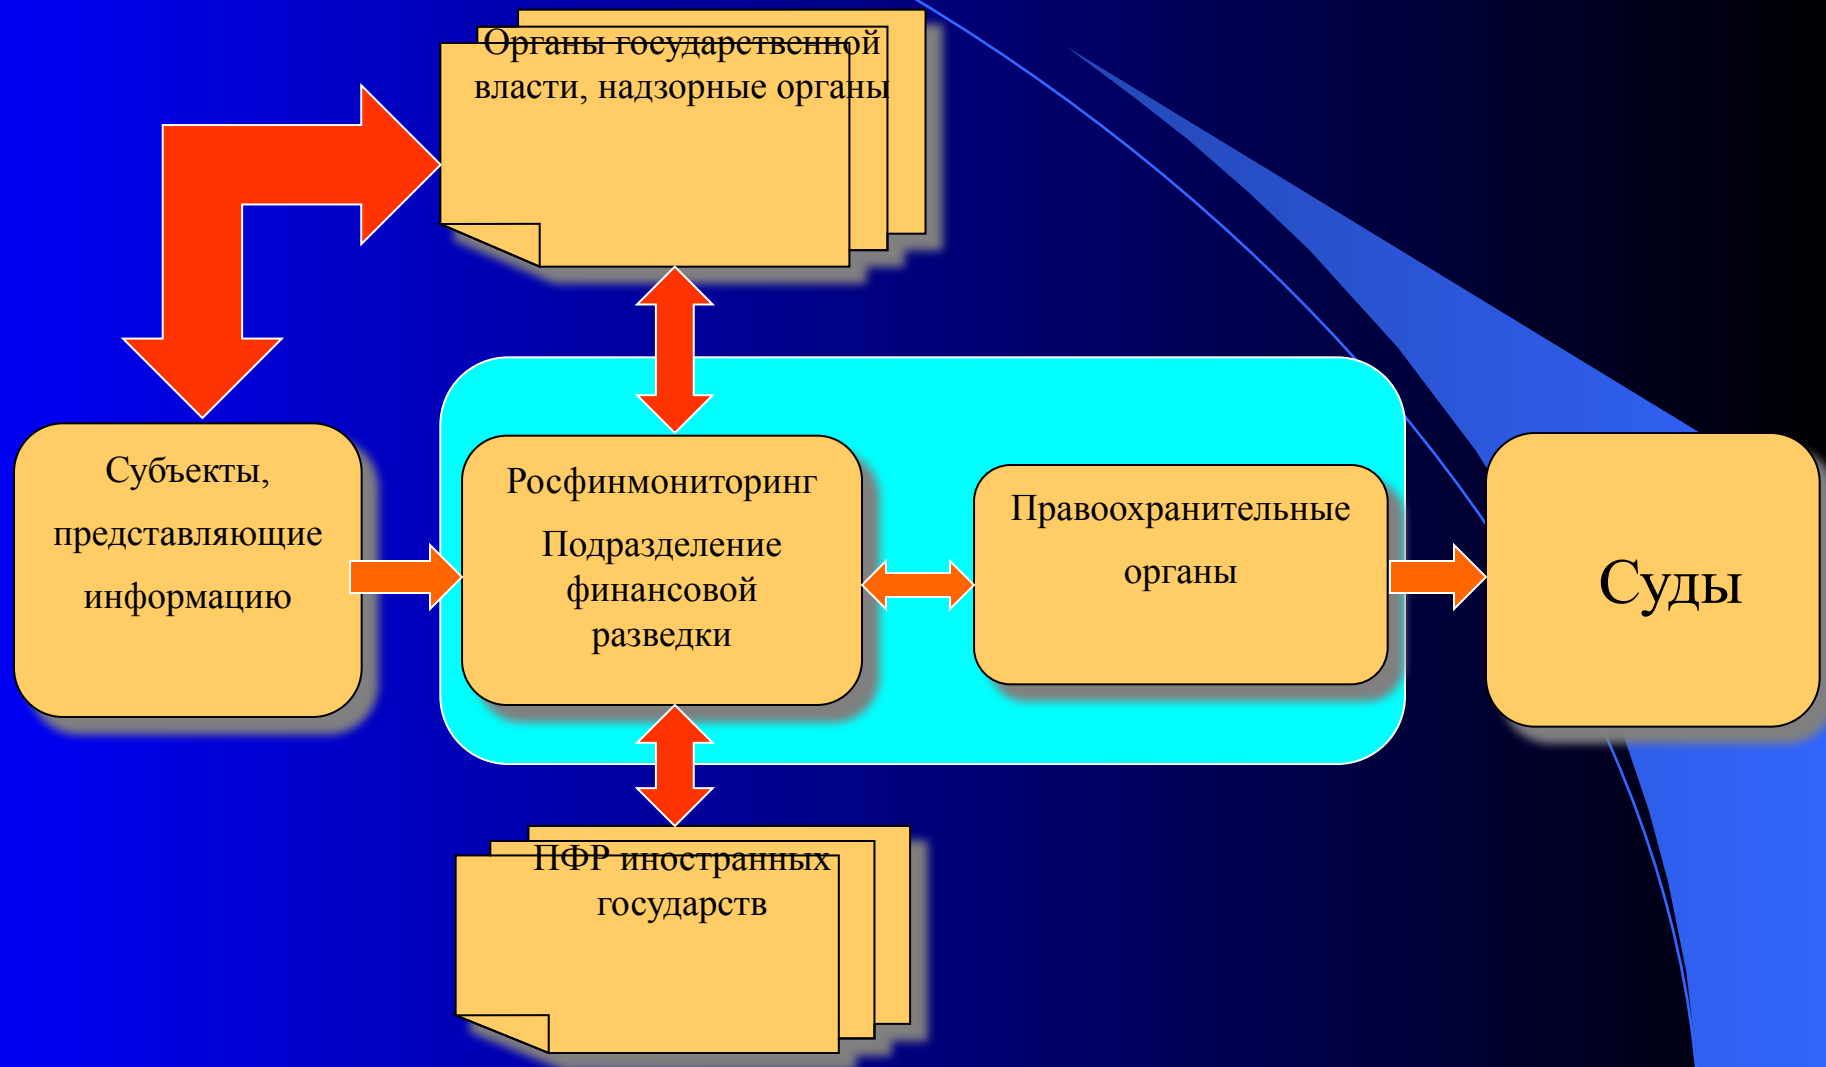 Органы государственной
власти, надзорные органы
Субъекты,
представляющие
информацию
Росфинмониторинг
Подразделение
финансовой
разведки
Правоохранительные
органы
Суды
ПФР иностранных
государств